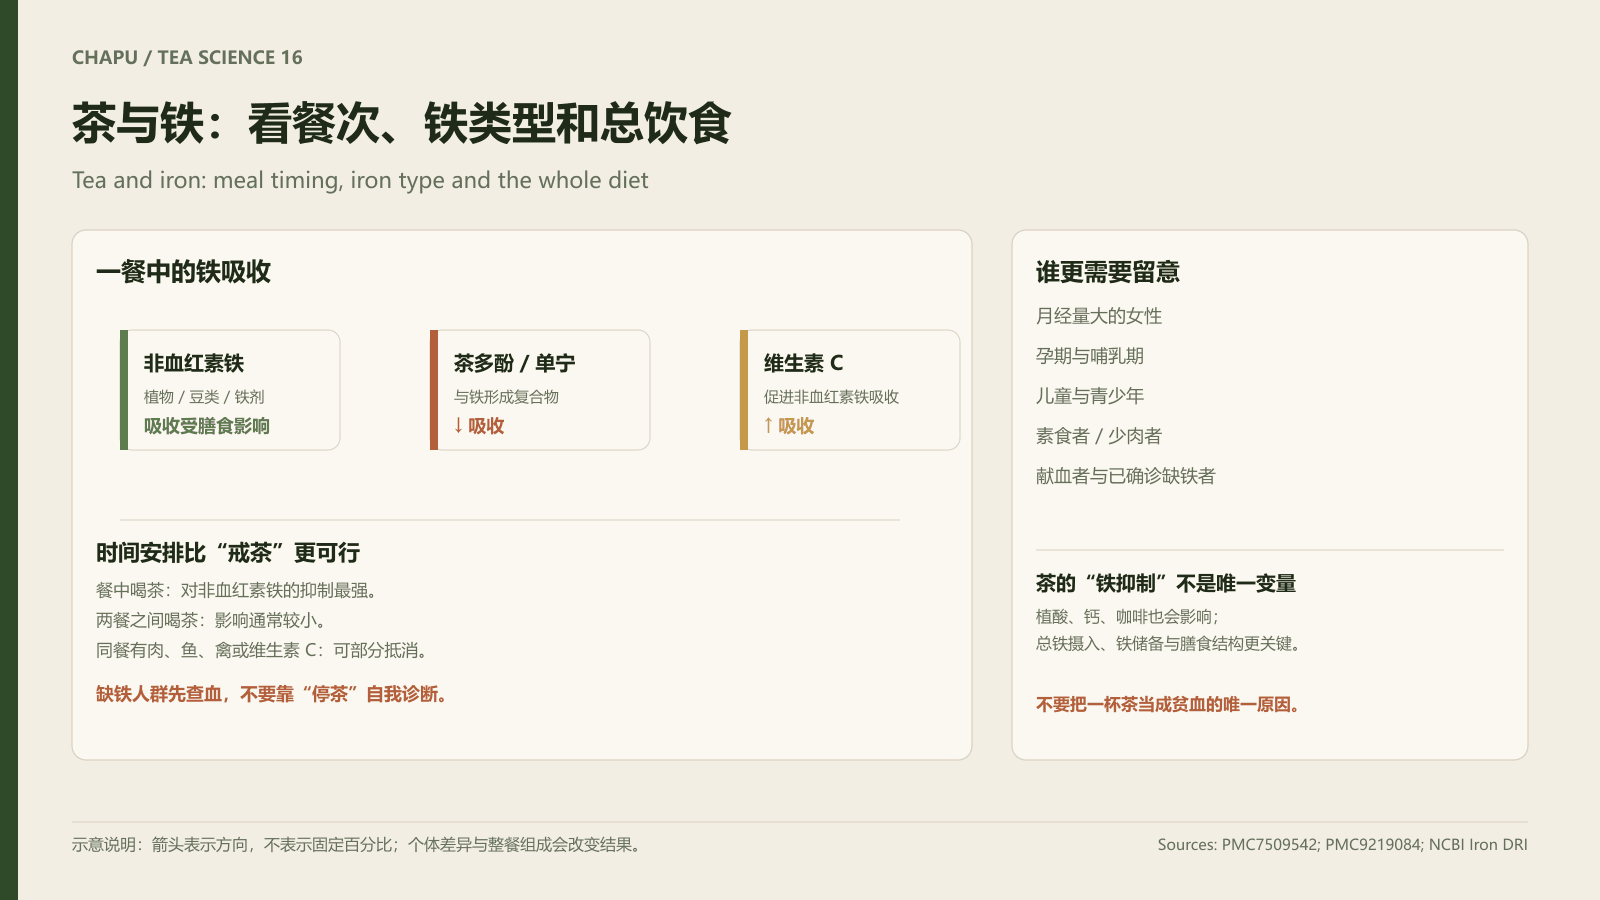 CHAPU / TEA SCIENCE 16
茶与铁：看餐次、铁类型和总饮食
Tea and iron: meal timing, iron type and the whole diet
一餐中的铁吸收
非血红素铁
植物 / 豆类 / 铁剂
吸收受膳食影响
茶多酚 / 单宁
与铁形成复合物
↓ 吸收
维生素 C
促进非血红素铁吸收
↑ 吸收
时间安排比“戒茶”更可行
餐中喝茶：对非血红素铁的抑制最强。
两餐之间喝茶：影响通常较小。
同餐有肉、鱼、禽或维生素 C：可部分抵消。
缺铁人群先查血，不要靠“停茶”自我诊断。
谁更需要留意
月经量大的女性
孕期与哺乳期
儿童与青少年
素食者 / 少肉者
献血者与已确诊缺铁者
茶的“铁抑制”不是唯一变量
植酸、钙、咖啡也会影响；
总铁摄入、铁储备与膳食结构更关键。
不要把一杯茶当成贫血的唯一原因。
示意说明：箭头表示方向，不表示固定百分比；个体差异与整餐组成会改变结果。
Sources: PMC7509542; PMC9219084; NCBI Iron DRI